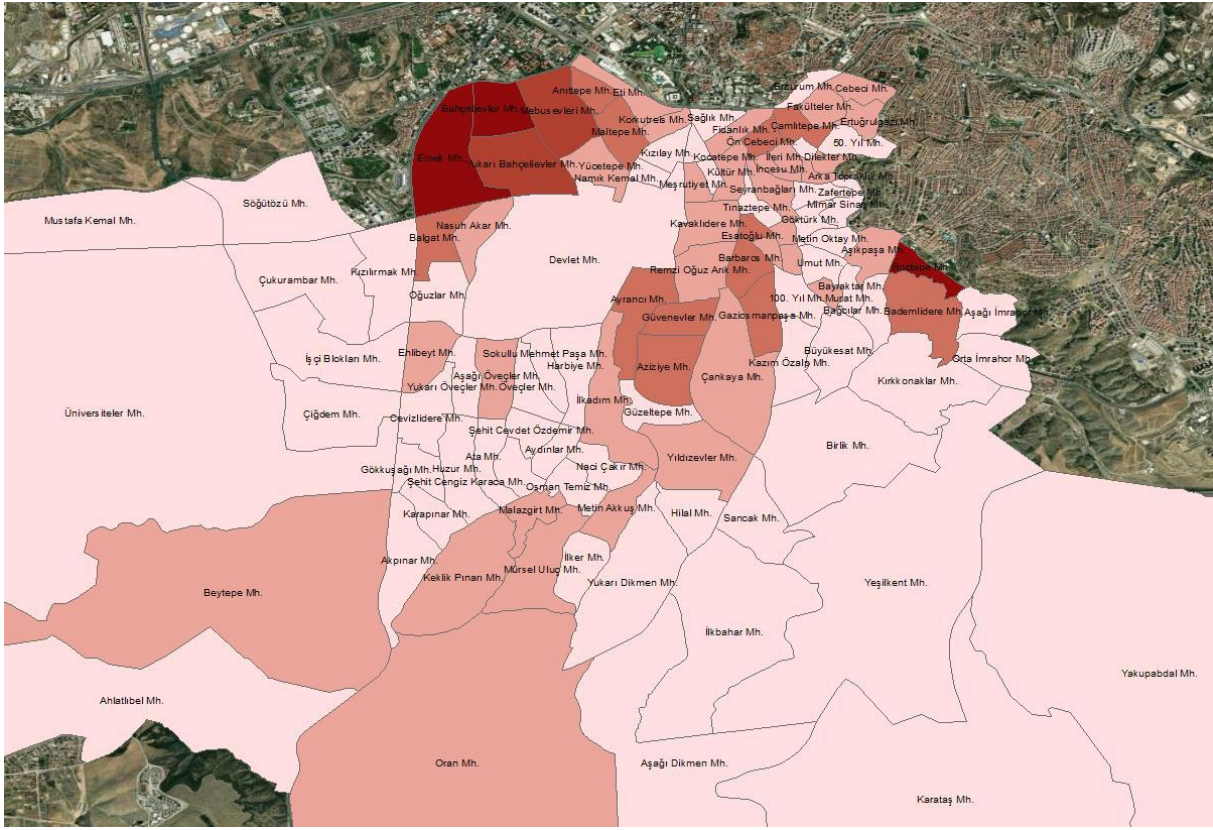 Anıttepe Mh.
Eti Mh.
Erzurum Mh.
Cebeci Mh.
Bahçelievler Mh.
Mebusevleri Mh.
Fakülteler Mh.
Korkutreis Mh.
Sağlık Mh.
Ertuğrulgazi Mh.
Maltepe Mh.
Fidanlık Mh.
Çamlıtepe Mh.
Ön Cebeci Mh.
50. Yıl Mh.
Emek Mh.
Yukarı Bahçelievler Mh.
Yücetepe Mh.
Kızılay Mh.
Kocatepe Mh.
İleri Mh.
Dilekler Mh.
Namık Kemal Mh.
Kültür Mh.
İncesu Mh.
Arka Topraklık Mh.
Meşrutiyet Mh.
Seyranbağları Mh.
Zafertepe Mh.
Tınaztepe Mh.
Mimar Sinan Mh.
Mustafa Kemal Mh.
Söğütözü Mh.
Nasuh Akar Mh.
Kavaklıdere Mh.
Göktürk Mh.
Balgat Mh.
Esatoğlu Mh.
Metin Oktay Mh.
Aşıkpaşa Mh.
Devlet Mh.
Barbaros Mh.
Umut Mh.
Boztepe Mh.
Çukurambar Mh.
Kızılırmak Mh.
Remzi Oğuz Arık Mh.
Oğuzlar Mh.
Bayraktar Mh.
Ayrancı Mh.
100. Yıl Mh.
Murat Mh.
Bağcılar Mh.
Bademlidere Mh.
Aşağı İmrahor Mh.
Güvenevler Mh.
Gaziosmanpaşa Mh.
İşçi Blokları Mh.
Ehlibeyt Mh.
Sokullu Mehmet Paşa Mh.
Büyükesat Mh.
Orta İmrahor Mh.
Harbiye Mh.
Aziziye Mh.
Kazım Özalp Mh.
Aşağı Öveçler Mh.
Çankaya Mh.
Kırkkonaklar Mh.
Yukarı Öveçler Mh.
Öveçler Mh.
İlkadım Mh.
Üniversiteler Mh.
Çiğdem Mh.
Cevizlidere Mh.
Güzeltepe Mh.
Şehit Cevdet Özdemir Mh.
Birlik Mh.
Ata Mh.
Aydınlar Mh.
Yıldızevler Mh.
Gökkuşağı Mh.
Huzur Mh.
Naci Çakır Mh.
Şehit Cengiz Karaca Mh.
Osman Temiz Mh.
Karapınar Mh.
Malazgirt Mh.
Metin Akkuş Mh.
Hilal Mh.
Sancak Mh.
Akpınar Mh.
İlker Mh.
Keklik Pınarı Mh.
Mürsel Uluç Mh.
Yukarı Dikmen Mh.
Yeşilkent Mh.
Beytepe Mh.
İlkbahar Mh.
Yakupabdal Mh.
Ahlatlıbel Mh.
Oran Mh.
Aşağı Dikmen Mh.
Karataş Mh.